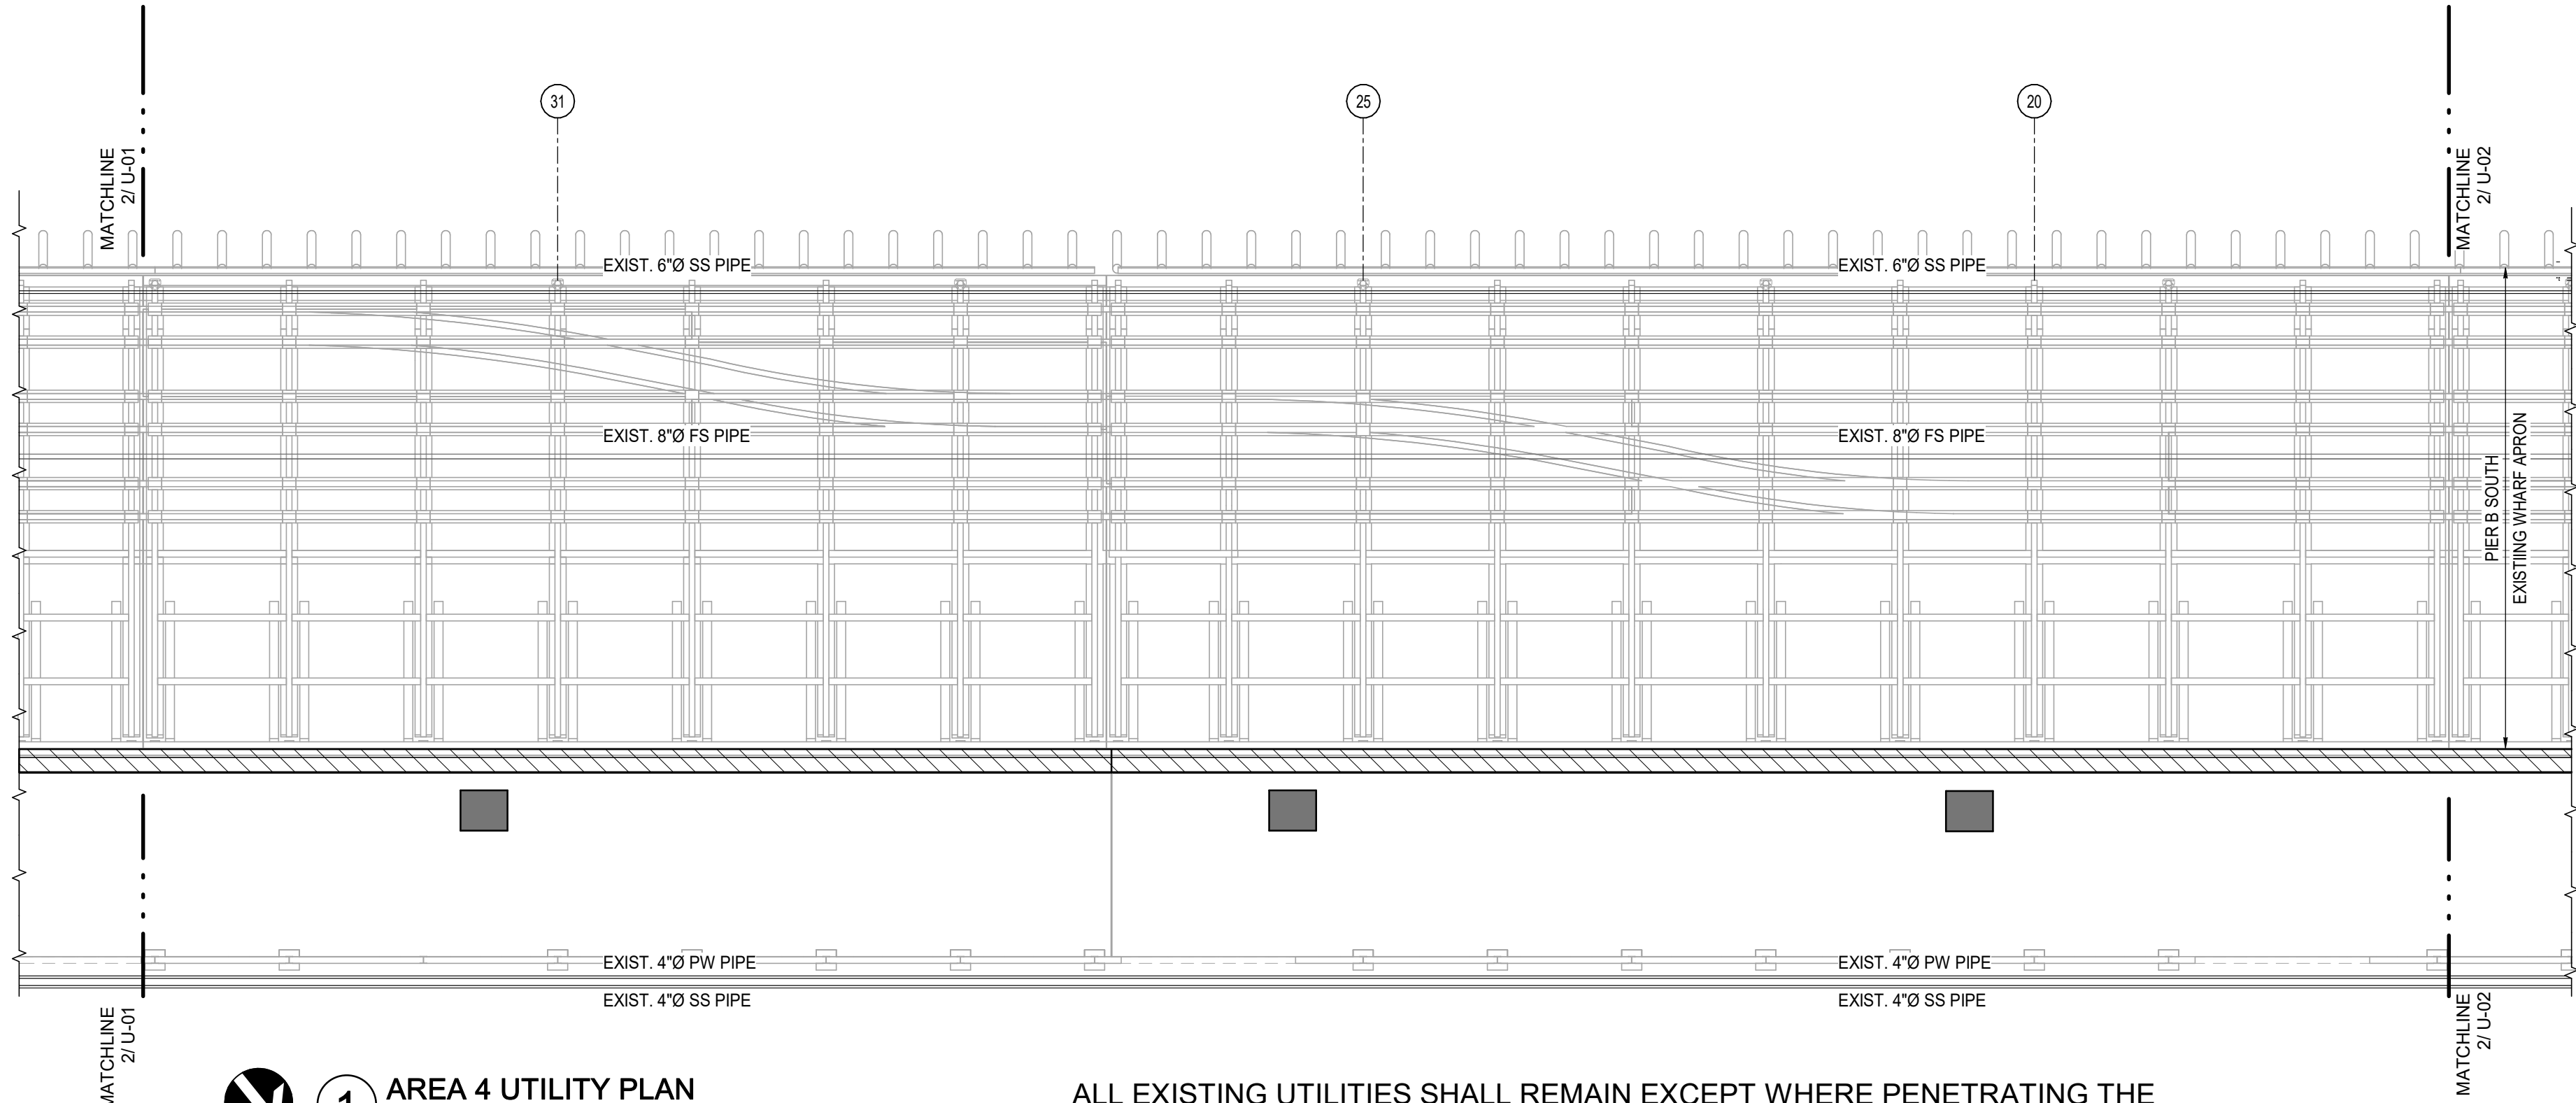 31
25
20
MATCHLINE
2/ U-01
MATCHLINE
2/ U-02
EXIST. 6"Ø SS PIPE
EXIST. 6"Ø SS PIPE
EXIST. 8"Ø FS PIPE
EXIST. 8"Ø FS PIPE
PIER B SOUTH
EXISTIING WHARF APRON
EXIST. 4"Ø PW PIPE
EXIST. 4"Ø PW PIPE
EXIST. 4"Ø SS PIPE
EXIST. 4"Ø SS PIPE
MATCHLINE
2/ U-01
MATCHLINE
2/ U-02
1
AREA 4 UTILITY PLAN
ALL EXISTING UTILITIES SHALL REMAIN EXCEPT WHERE PENETRATING THE